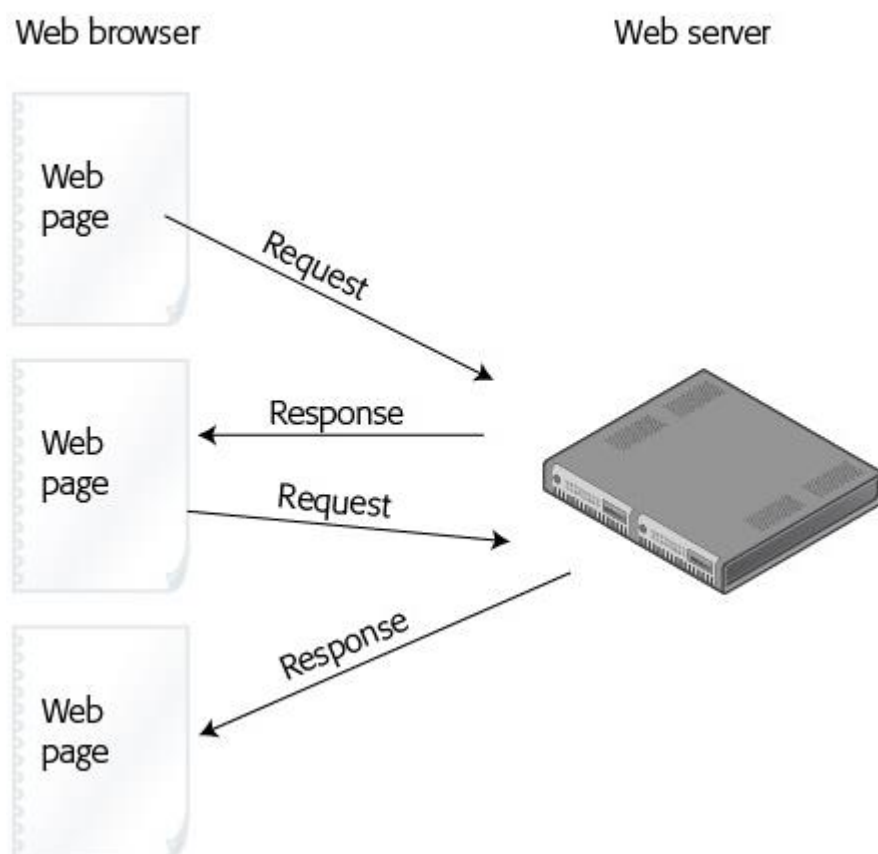 Web browser
Web server
Web
page
Request
Response
Web
page
Request
Response
Web
page